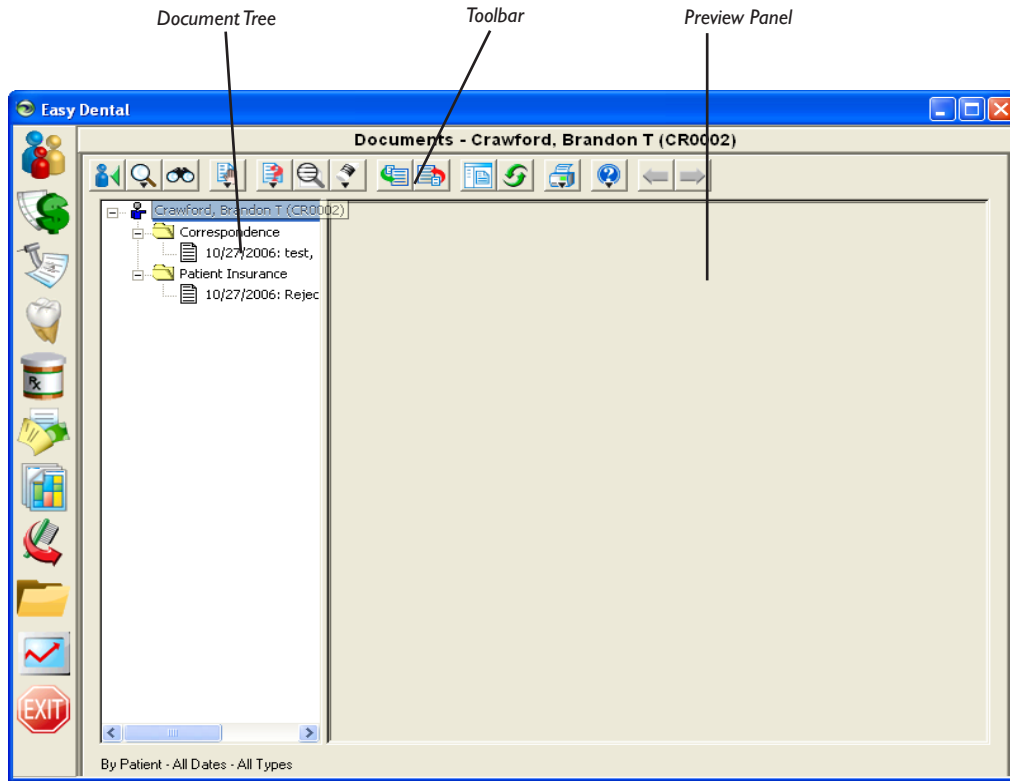 Document Tree
Toolbar
Preview Panel
Easy Dental
Documents - Crawford, Brandon T (CR0002)
Crawford, Brandon T (CR0002)
Correspondence
10/27/2006: test,
Patient Insurance
10/27/2006: Rejec
Rx
EXIT
By Patient - All Dates - All Types